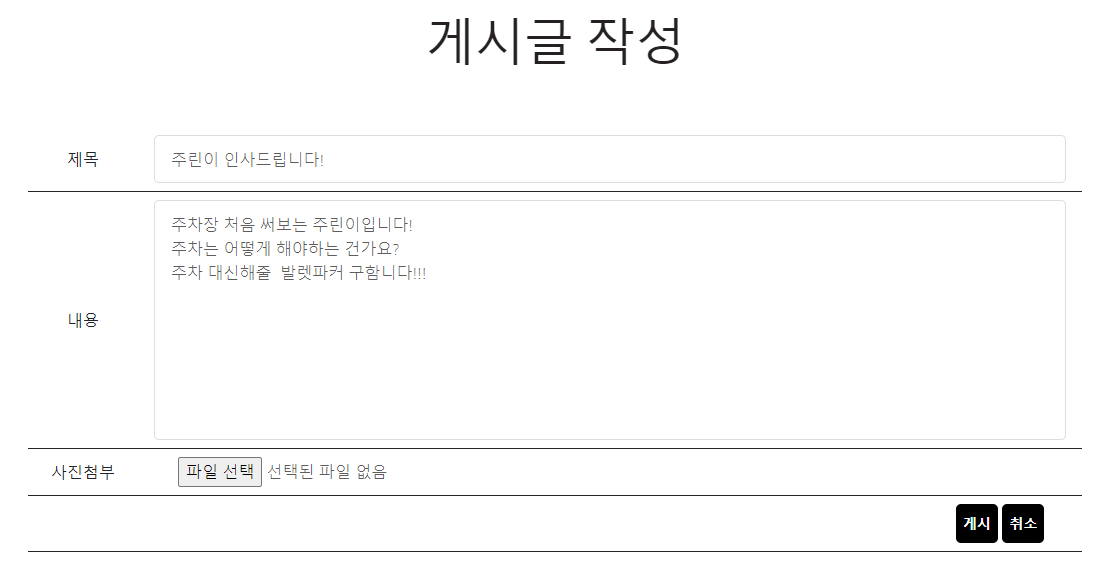 게시글 작성
제목
주린이 인사드립니다!
내용
주차장 처음 써보는 주린이입니다!
주차는 어떻게 해야하는 건가요?
주차 대신해줄  발렛파커 구함니다!!!
사진첨부
파일 선택 선택된 파일 없음
게시 취소